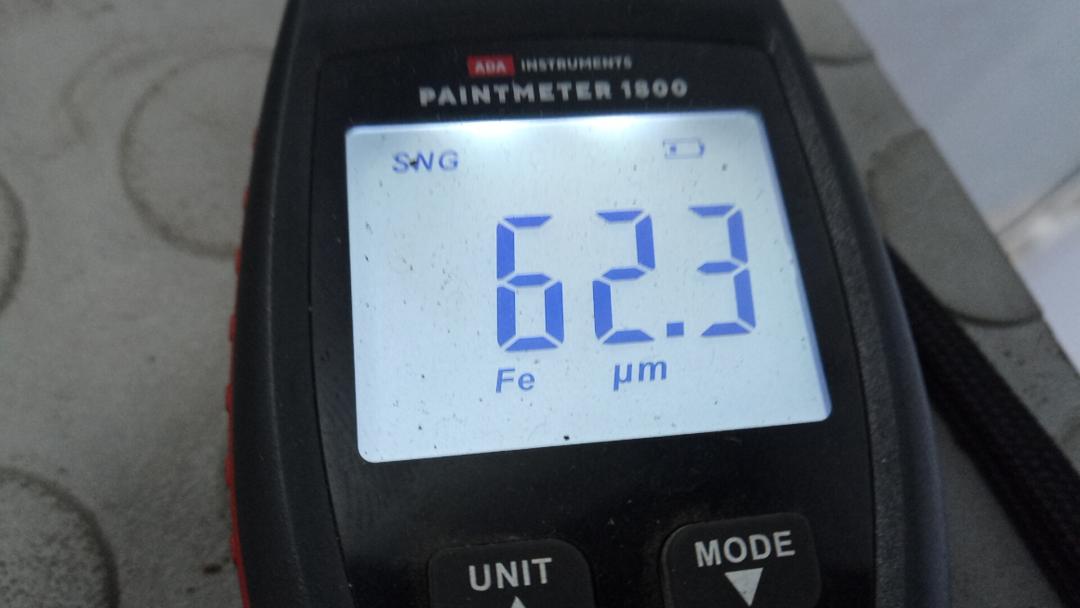 ADA INSTRUMENTS
PAINTMETER 1800
SNG
62.3
Fe µm
UNIT MODE